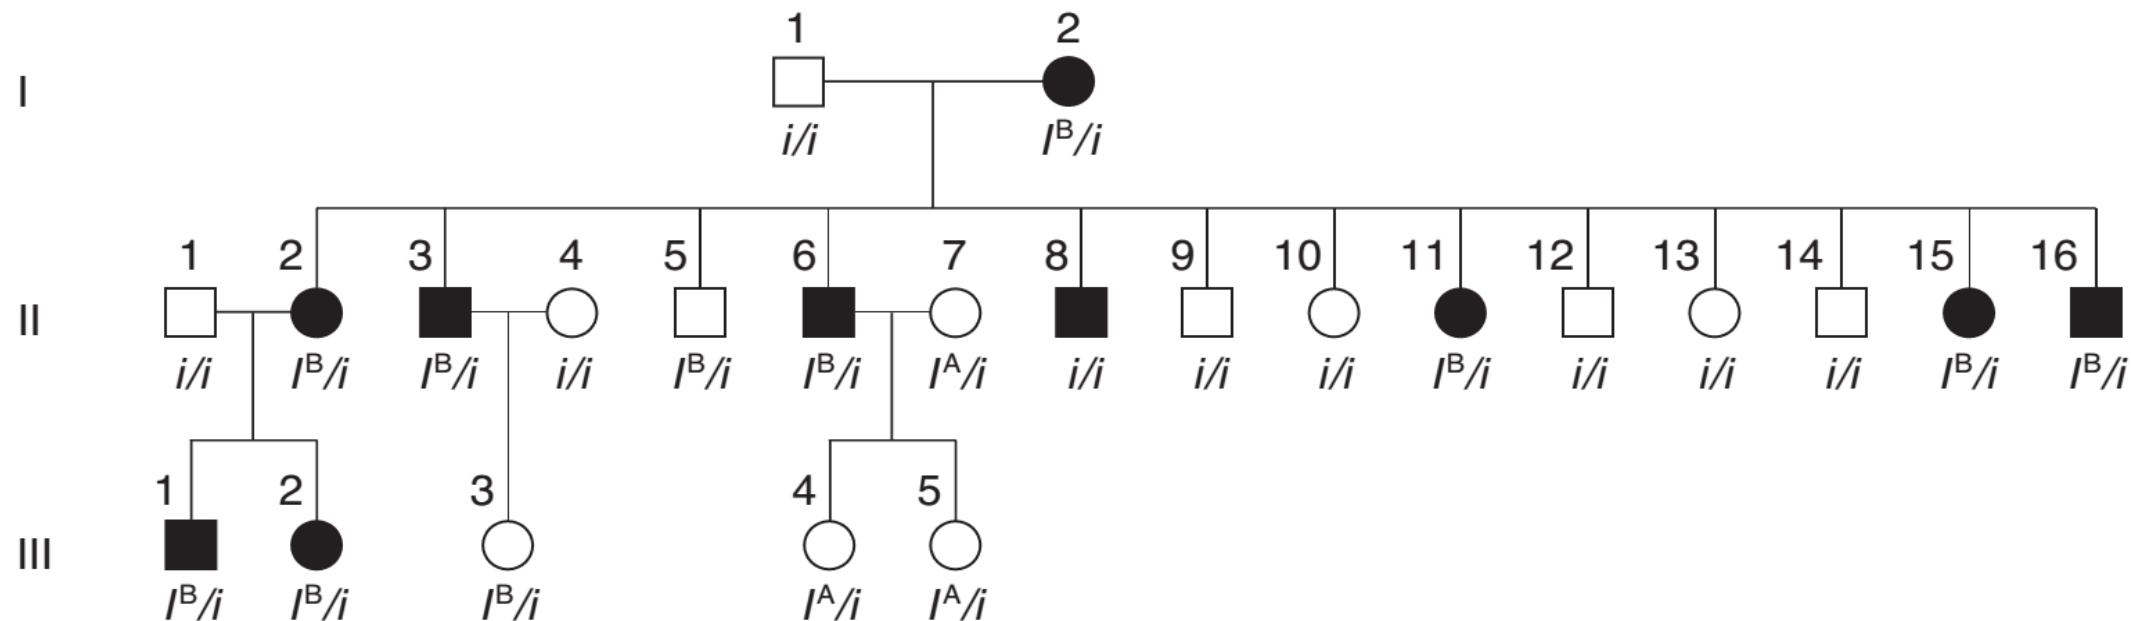 1 2
I
i/i I^B/i
1 2 3 4 5 6 7 8 9 10 11 12 13 14 15 16
II
i/i I^B/i I^B/i i/i I^B/i I^B/i I^A/i i/i i/i i/i I^B/i i/i i/i i/i I^B/i I^B/i
1 2 3 4 5
III
I^B/i I^B/i I^B/i I^A/i I^A/i